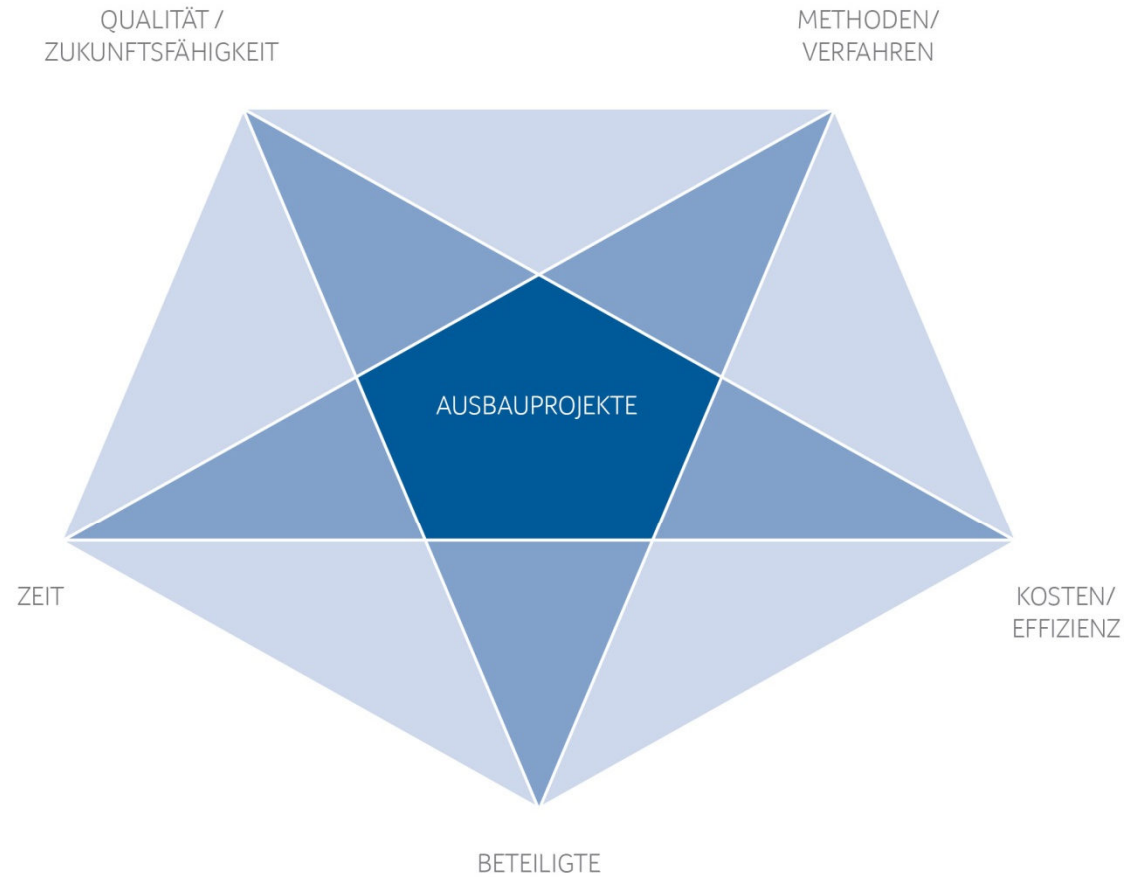 QUALITÄT /
ZUKUNFTSFÄHIGKEIT
METHODEN/
VERFAHREN
AUSBAUPROJEKTE
ZEIT
KOSTEN/
EFFIZIENZ
BETEILIGTE